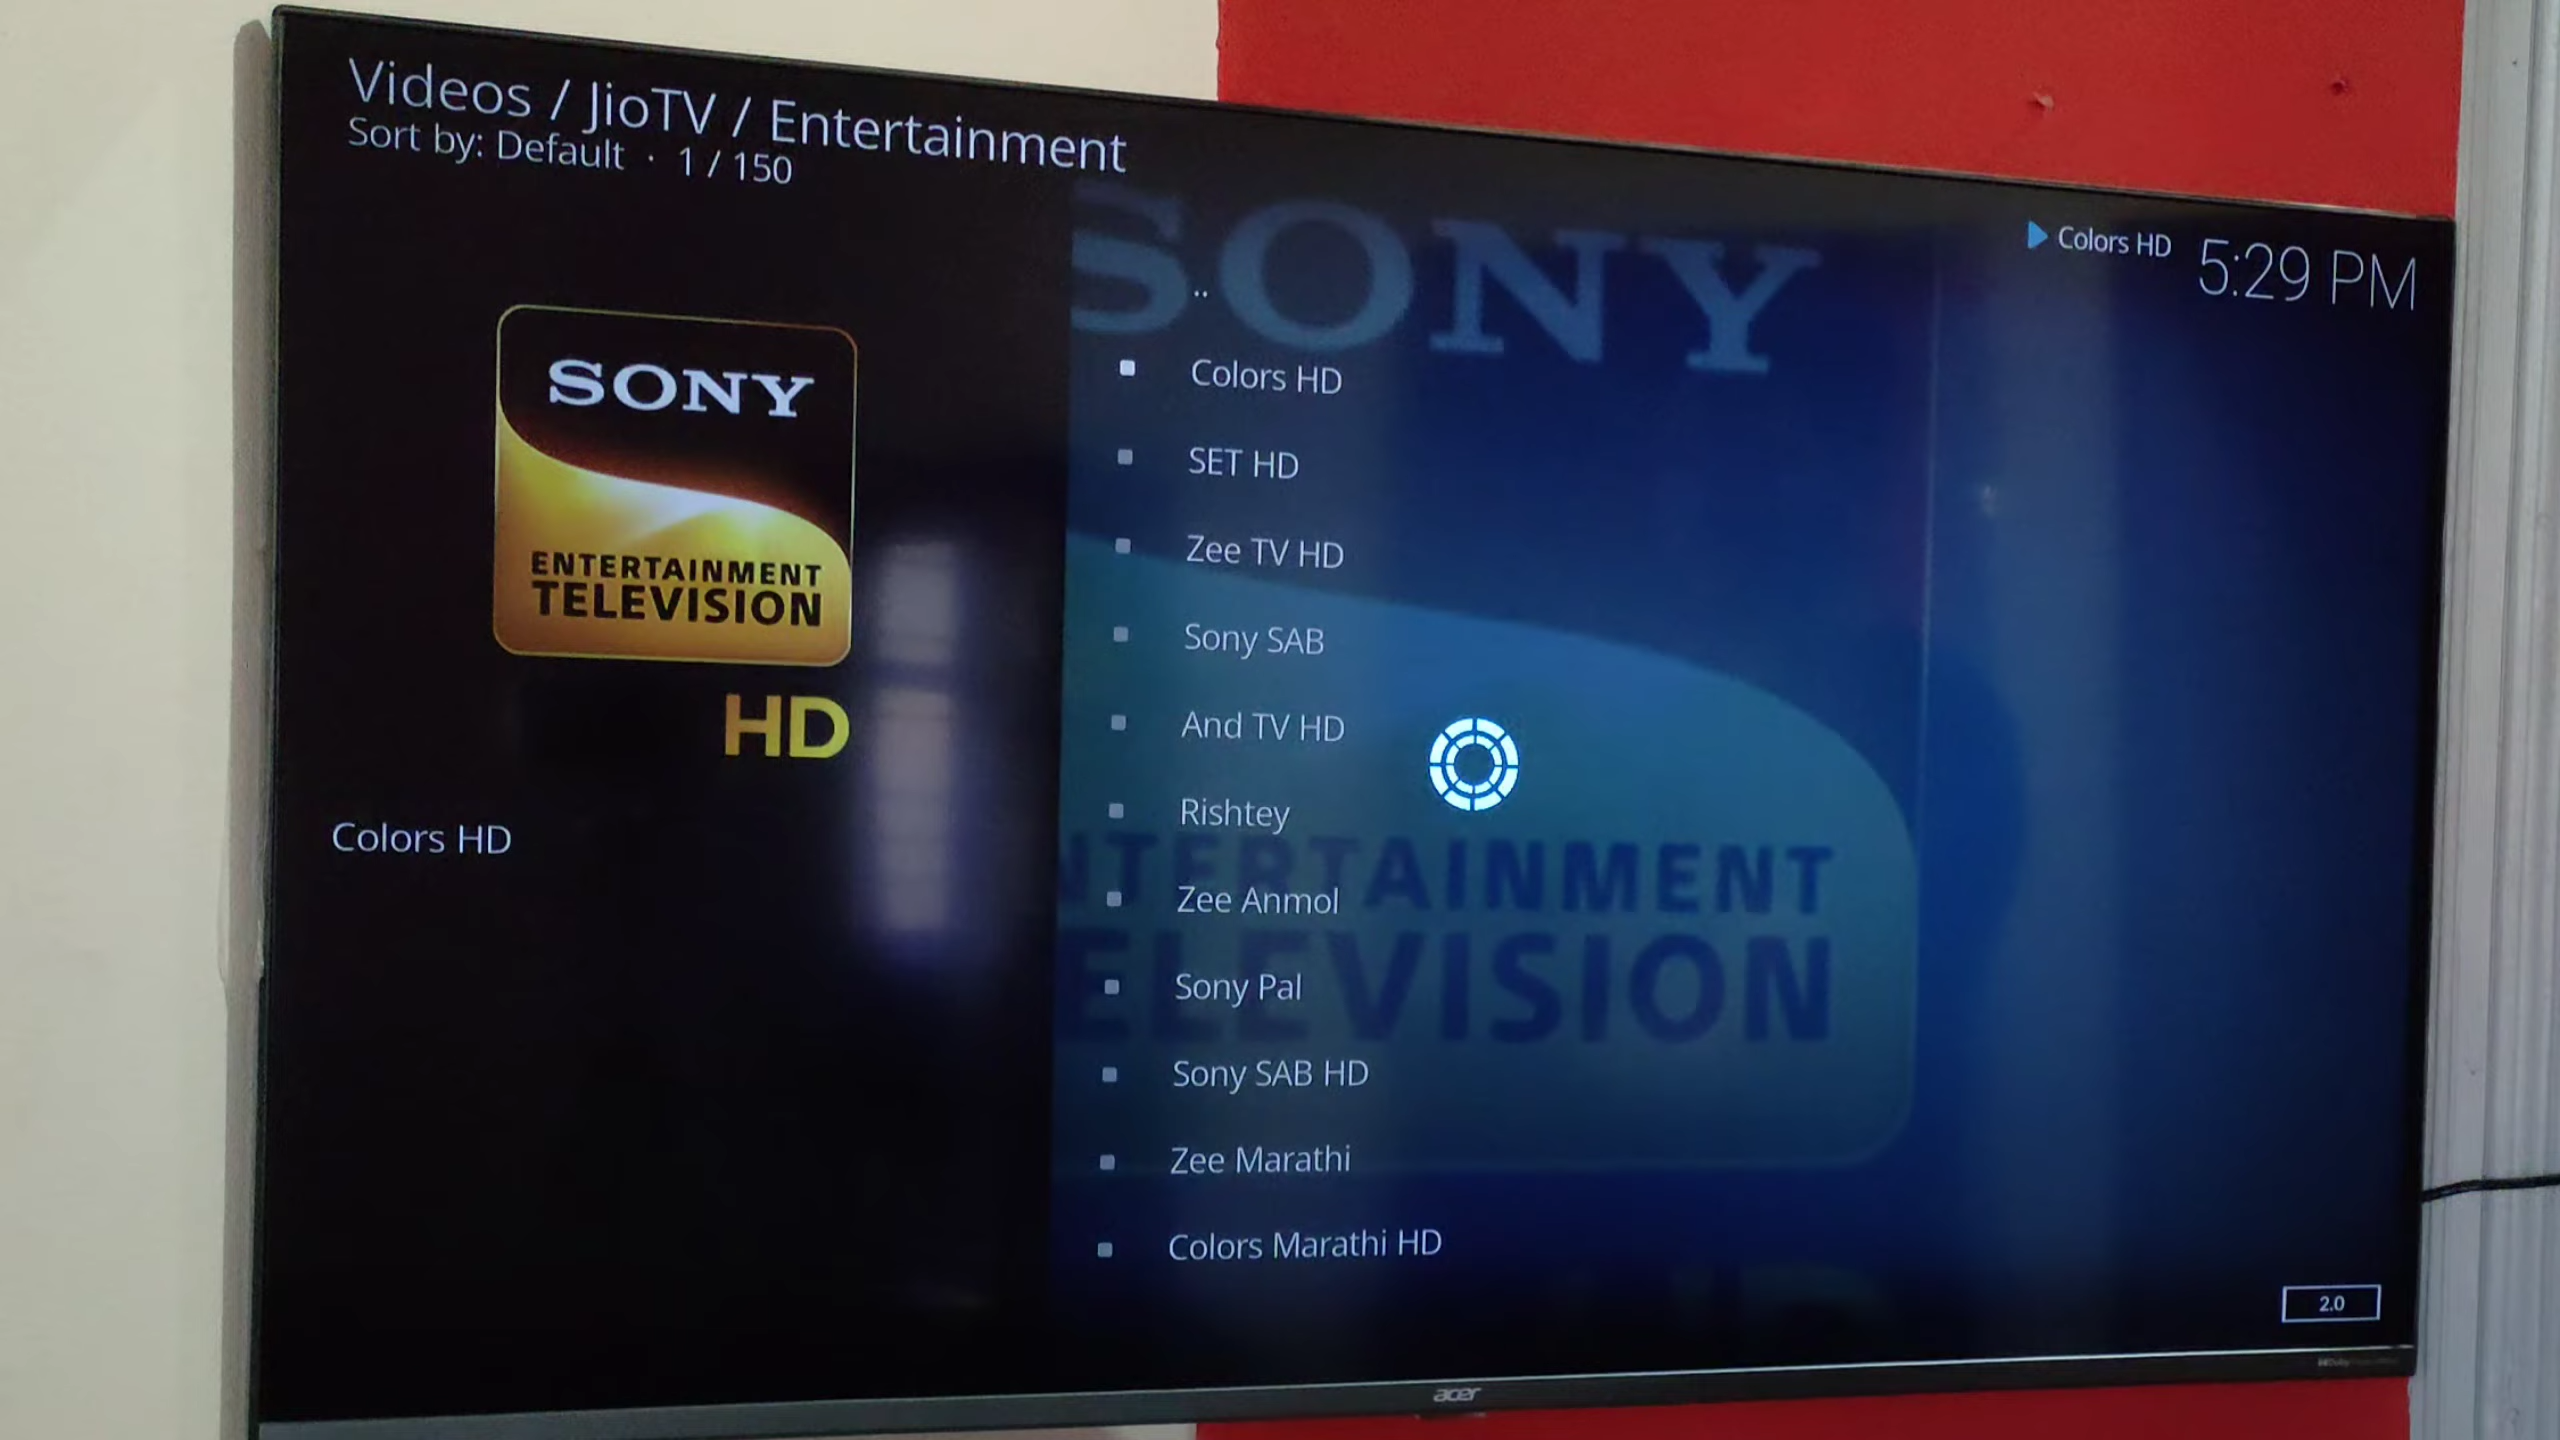 Videos / JioTV / Entertainment
Sort by: Default · 1 / 150
Colors HD
5:29 PM
SONY
ENTERTAINMENT
TELEVISION
HD
Colors HD
SONY
..
Colors HD
SET HD
Zee TV HD
Sony SAB
And TV HD
Rishtey
NTERTAINMENT
Zee Anmol
ELEVISION
Sony Pal
Sony SAB HD
Zee Marathi
Colors Marathi HD
2.0
acer